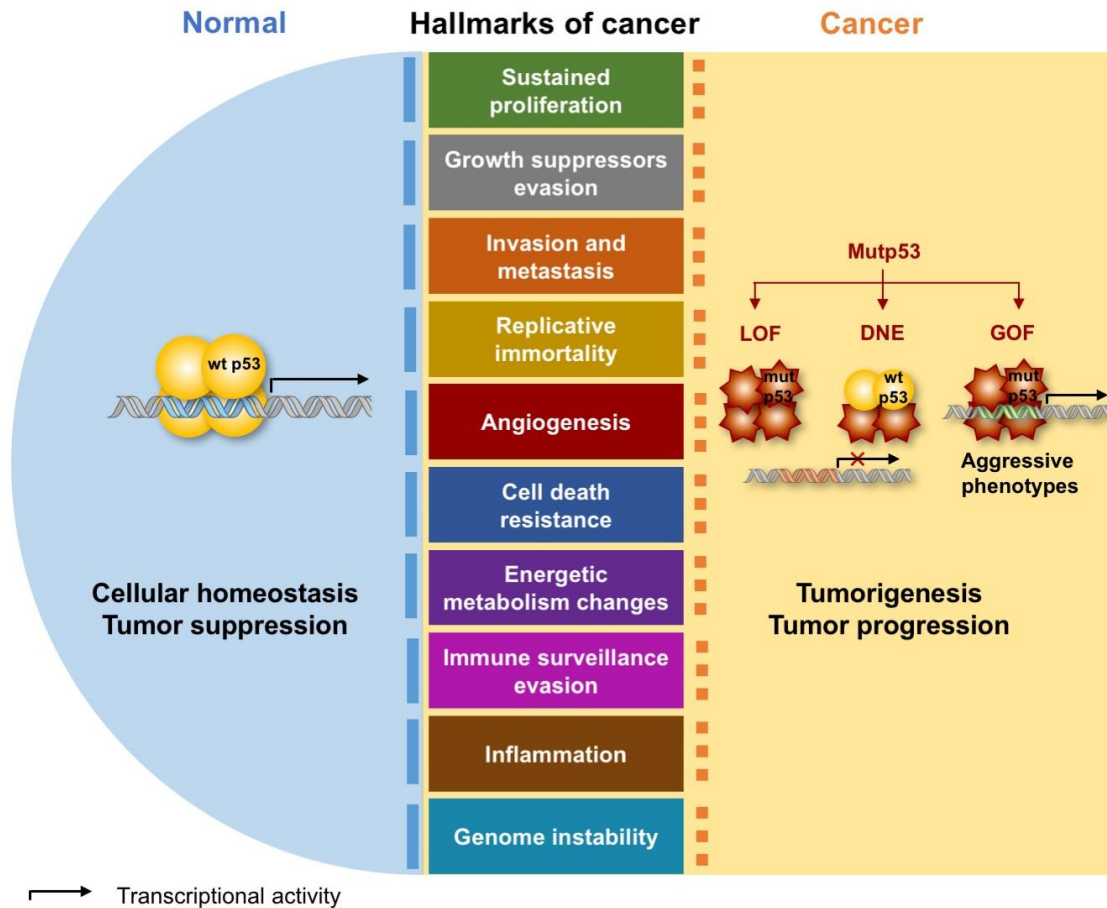 Normal
Hallmarks of cancer
Cancer
Sustained
proliferation
Growth suppressors
evasion
Invasion and
metastasis
Replicative
immortality
Angiogenesis
Cell death
resistance
Energetic
metabolism changes
Immune surveillance
evasion
Inflammation
Genome instability
wt p53
Cellular homeostasis
Tumor suppression
Mutp53
LOF
DNE
GOF
mut
p53
wt
p53
mut
p53
Aggressive
phenotypes
Tumorigenesis
Tumor progression
Transcriptional activity